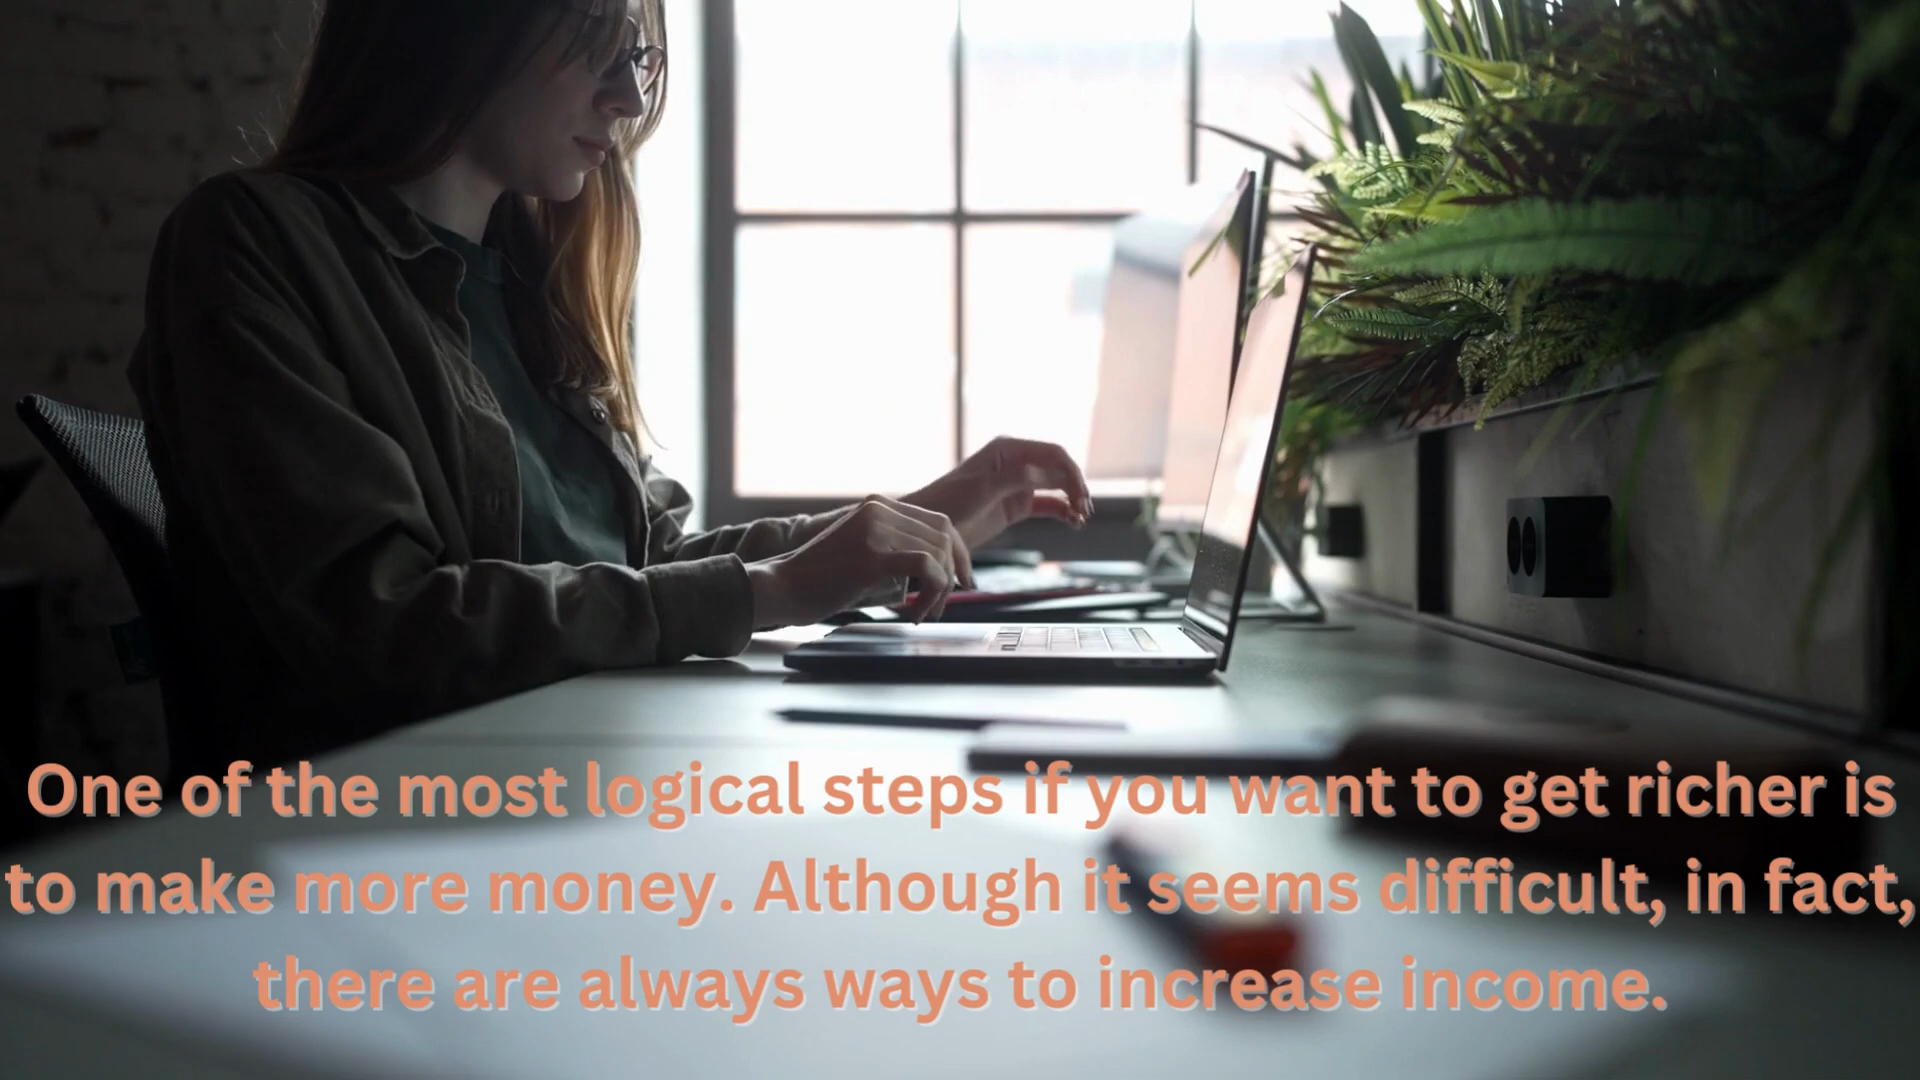 One of the most logical steps if you want to get richer is
to make more money. Although it seems difficult, in fact,
there are always ways to increase income.